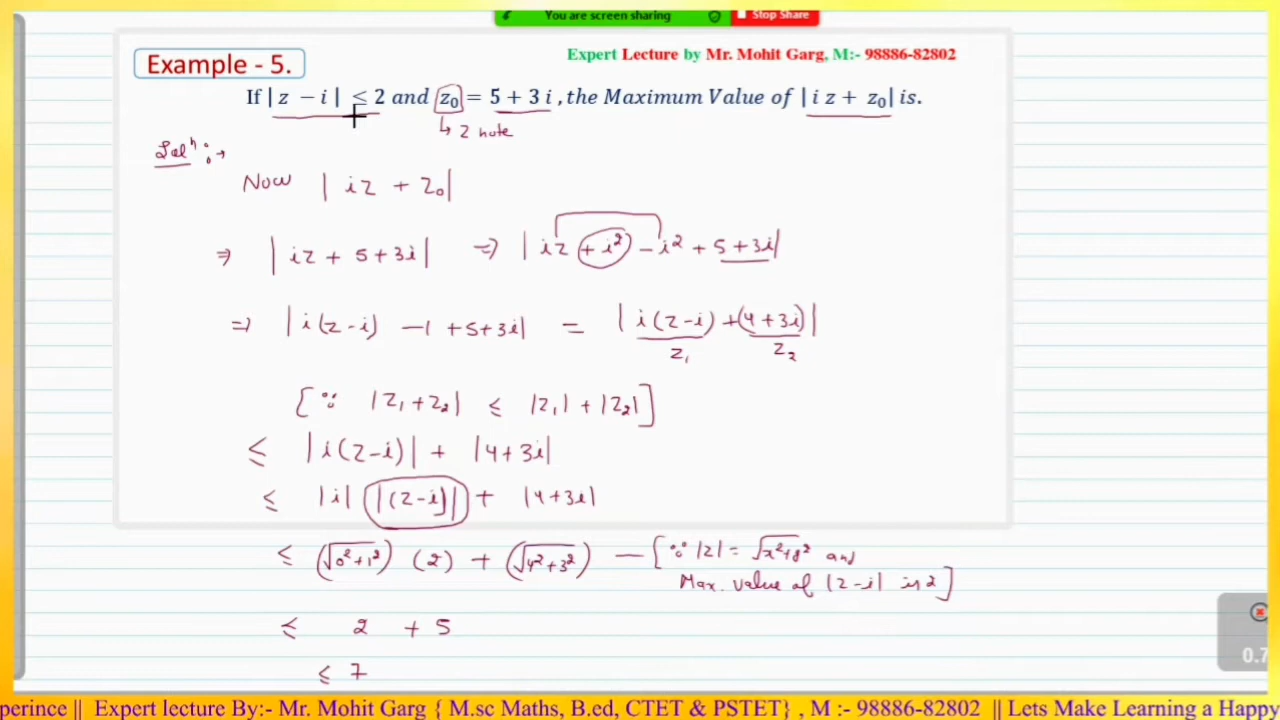 You are screen sharing Stop Share
Example - 5.
Expert Lecture by Mr. Mohit Garg, M:- 98886-82802
If |z − i| ≤ 2 and z₀ = 5 + 3 i , the Maximum Value of | i z + z₀| is.
↳ z note
Solⁿ :→
Now | iz + z₀|
⇒ | iz + 5 + 3i | ⇒ | iz + i² − i² + 5 + 3i|
⇒ | i(z−i) −1 + 5+3i| = | i(z−i) + (4+3i)|
z₁ z₂
[∵ |z₁+z₂| ≤ |z₁| + |z₂|]
≤ |i(z−i)| + |4+3i|
≤ |i| |(z−i)| + |4+3i|
≤ (√0²+1²) (2) + (√4²+3²) — [∵ |z| = √x²+y² and
Max. value of |z−i| is 2]
≤ 2 + 5
≤ 7
0.7
perince || Expert lecture By:- Mr. Mohit Garg { M.sc Maths, B.ed, CTET & PSTET} , M :- 98886-82802 || Lets Make Learning a Happy